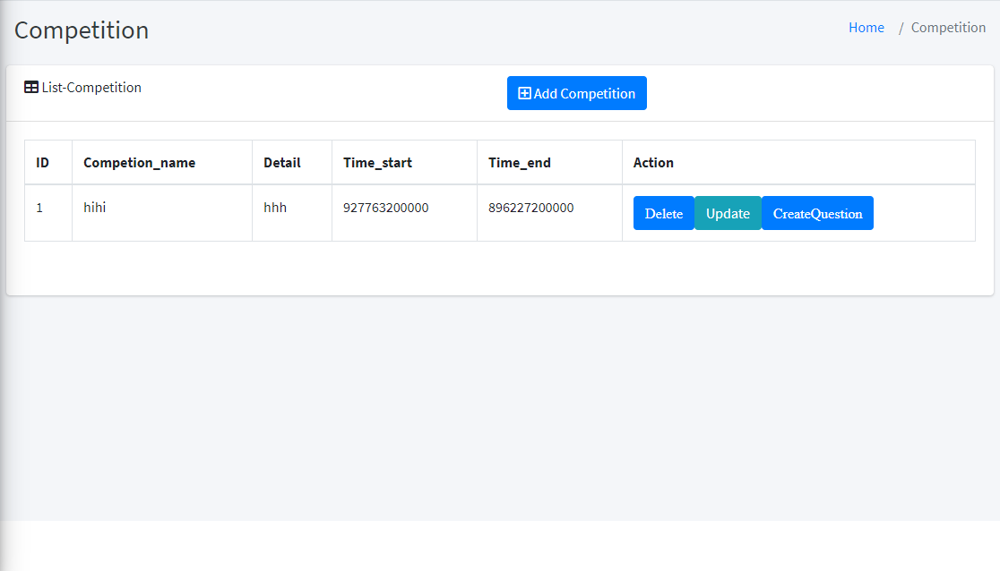 Competition
Home / Competition
List-Competition
Add Competition
ID Competion_name Detail Time_start Time_end Action
1 hihi hhh 927763200000 896227200000 Delete Update CreateQuestion